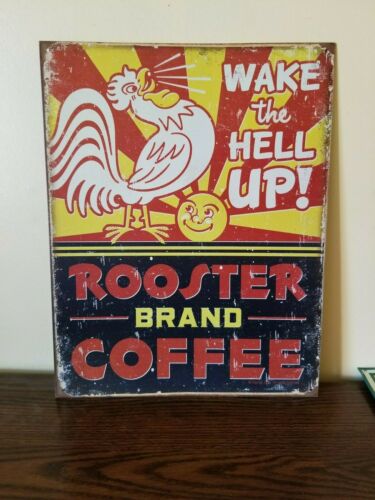 WAKE
the
HELL
UP!
ROOSTER
BRAND
COFFEE